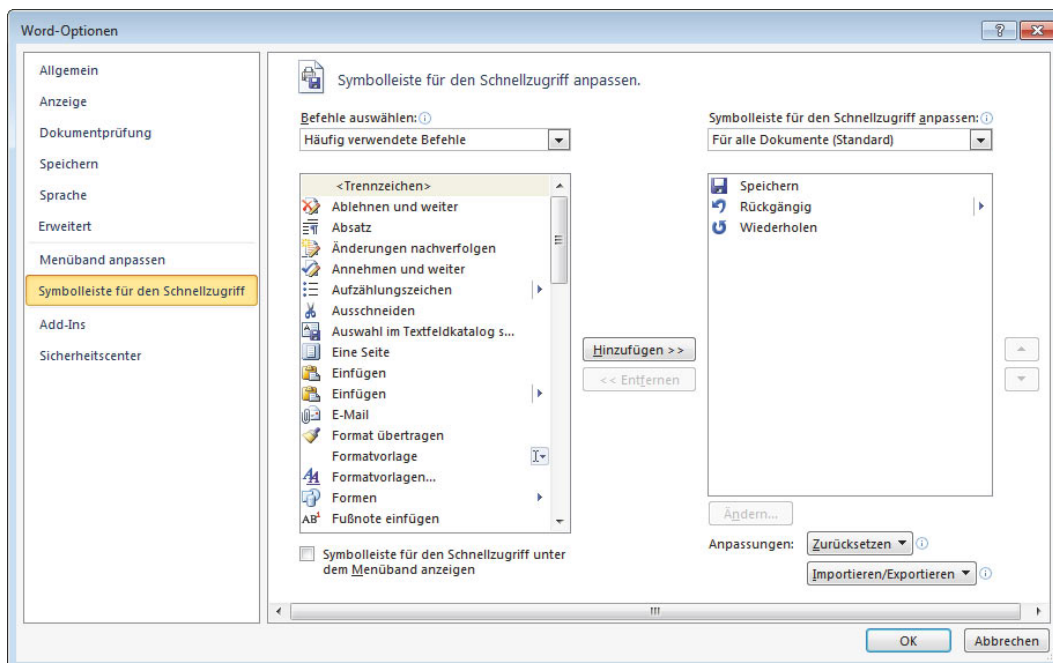 Word-Optionen
Allgemein
Anzeige
Dokumentprüfung
Speichern
Sprache
Erweitert
Menüband anpassen
Symbolleiste für den Schnellzugriff
Add-Ins
Sicherheitscenter
Symbolleiste für den Schnellzugriff anpassen.
Befehle auswählen:
Häufig verwendete Befehle
<Trennzeichen>
Ablehnen und weiter
Absatz
Änderungen nachverfolgen
Annehmen und weiter
Aufzählungszeichen
Ausschneiden
Auswahl im Textfeldkatalog s...
Eine Seite
Einfügen
Einfügen
E-Mail
Format übertragen
Formatvorlage
Formatvorlagen...
Formen
AB¹ Fußnote einfügen
Symbolleiste für den Schnellzugriff unter
dem Menüband anzeigen
Hinzufügen >>
<< Entfernen
Symbolleiste für den Schnellzugriff anpassen:
Für alle Dokumente (Standard)
Speichern
Rückgängig
Wiederholen
Ändern...
Anpassungen: Zurücksetzen
Importieren/Exportieren
OK
Abbrechen